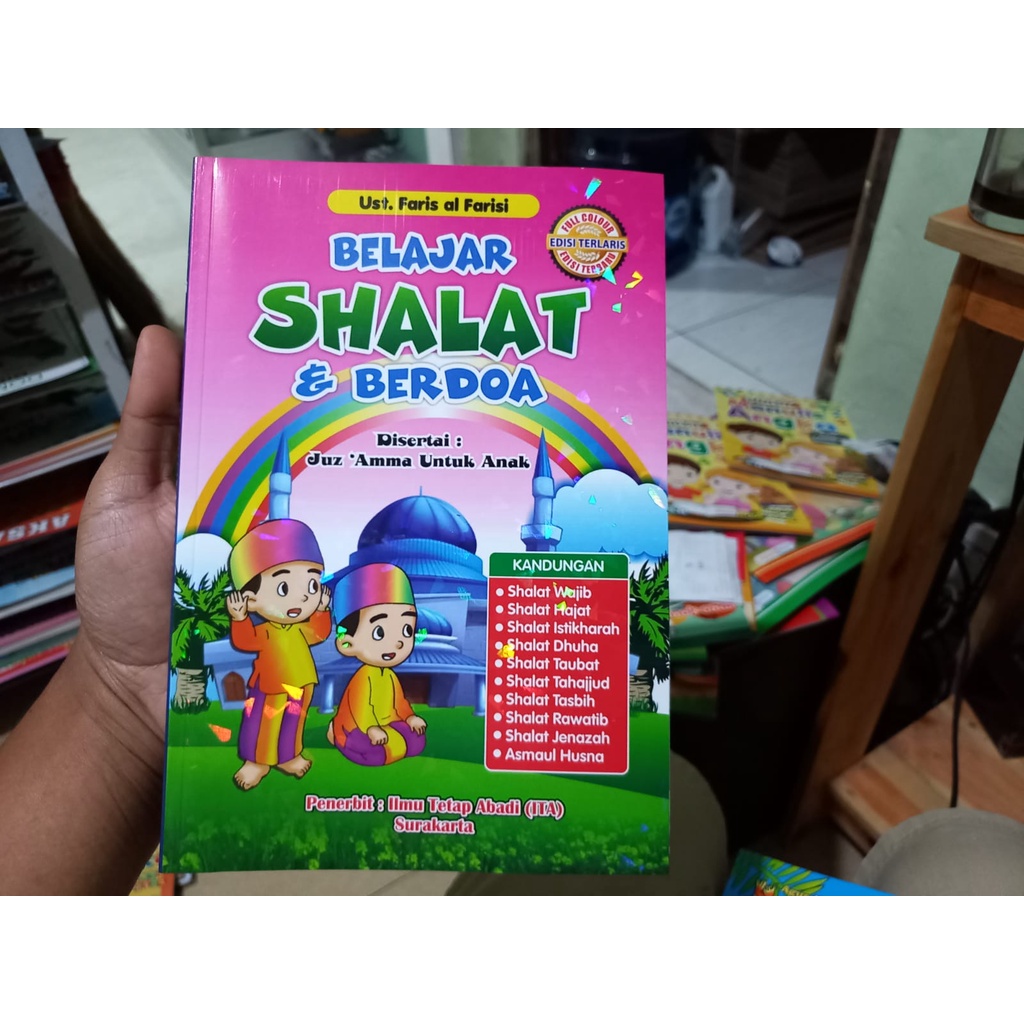 Ust. Faris al Farisi
FULL COLOUR
EDISI TERLARIS
EDISI TERBARU
BELAJAR
SHALAT
& BERDOA
Disertai :
Juz 'Amma Untuk Anak
KANDUNGAN
• Shalat Wajib
• Shalat Hajat
• Shalat Istikharah
• Shalat Dhuha
• Shalat Taubat
• Shalat Tahajjud
• Shalat Tasbih
• Shalat Rawatib
• Shalat Jenazah
• Asmaul Husna
Penerbit : Ilmu Tetap Abadi (ITA)
Surakarta